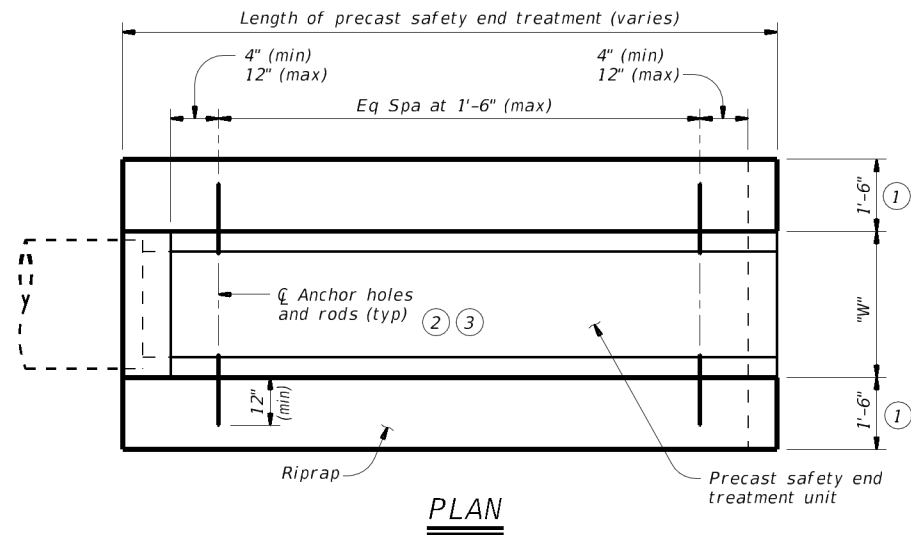 Length of precast safety end treatment (varies)
4" (min)
12" (max)
4" (min)
12" (max)
Eq Spa at 1'-6" (max)
1'-6"
1
℄ Anchor holes
and rods (typ)
2 3
"W"
12"
(min)
1'-6"
1
Riprap
Precast safety end
treatment unit
PLAN